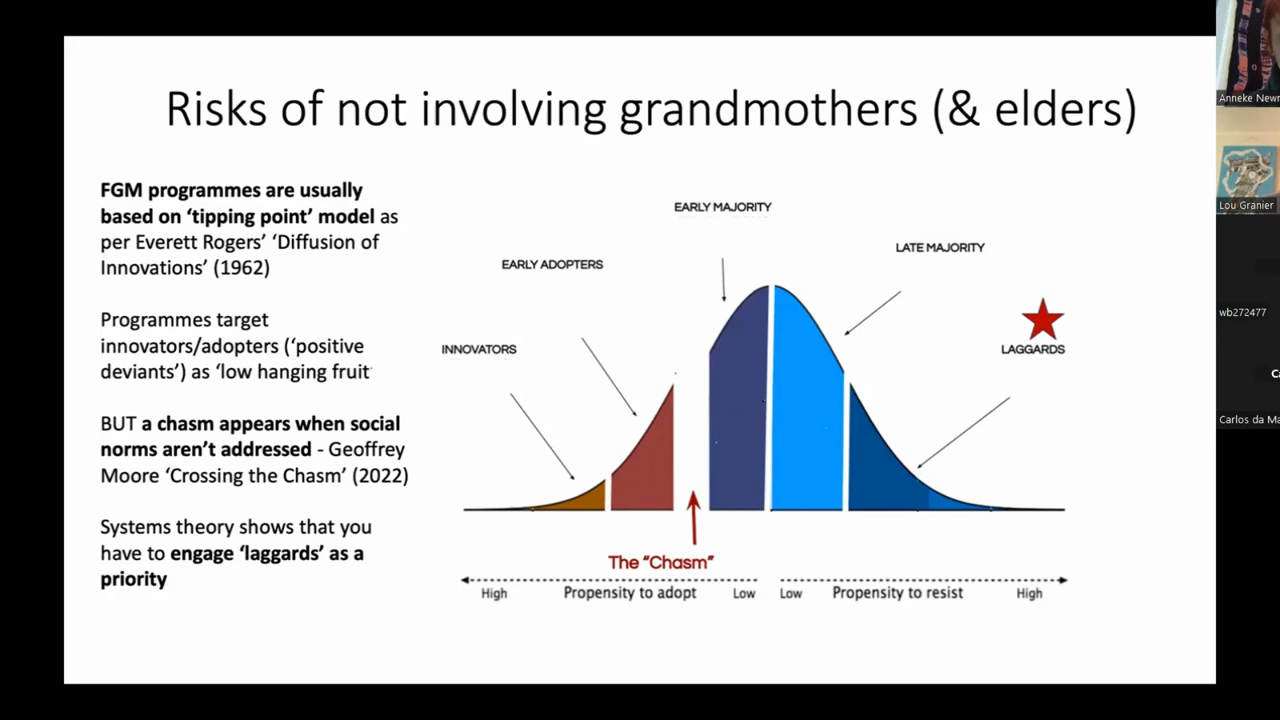 Risks of not involving grandmothers (& elders)
FGM programmes are usually
based on ‘tipping point’ model as
per Everett Rogers’ ‘Diffusion of
Innovations’ (1962)
Programmes target
innovators/adopters (‘positive
deviants’) as ‘low hanging fruit
BUT a chasm appears when social
norms aren’t addressed - Geoffrey
Moore ‘Crossing the Chasm’ (2022)
Systems theory shows that you
have to engage ‘laggards’ as a
priority
EARLY MAJORITY
LATE MAJORITY
EARLY ADOPTERS
INNOVATORS
LAGGARDS
The “Chasm”
High Propensity to adopt Low Low Propensity to resist High
Anneke
Lou Granier
wb272477
Carlos da